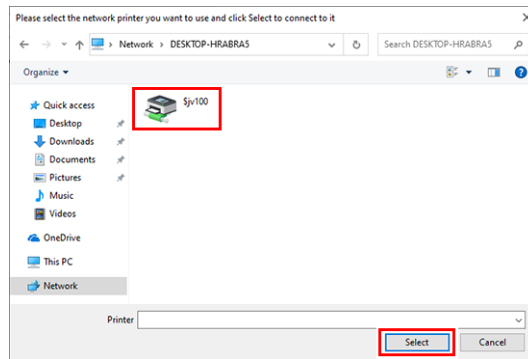 Please select the network printer you want to use and click Select to connect to it
Network > DESKTOP-HRABRA5
Search DESKTOP-HRABRA5
Organize
Quick access
Desktop
Downloads
Documents
Pictures
Music
Videos
OneDrive
This PC
Network
$jv100
Printer
Select
Cancel